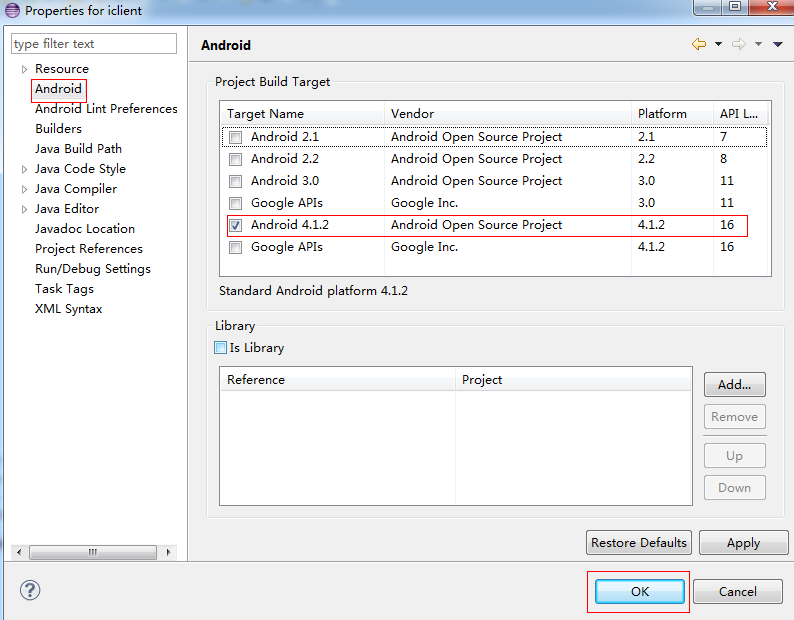 Properties for iclient
type filter text
Resource
Android
Android Lint Preferences
Builders
Java Build Path
Java Code Style
Java Compiler
Java Editor
Javadoc Location
Project References
Run/Debug Settings
Task Tags
XML Syntax
Android
Project Build Target
Target Name Vendor Platform API L...
Android 2.1 Android Open Source Project 2.1 7
Android 2.2 Android Open Source Project 2.2 8
Android 3.0 Android Open Source Project 3.0 11
Google APIs Google Inc. 3.0 11
Android 4.1.2 Android Open Source Project 4.1.2 16
Google APIs Google Inc. 4.1.2 16
Standard Android platform 4.1.2
Library
Is Library
Reference Project
Add...
Remove
Up
Down
Restore Defaults Apply
? OK Cancel